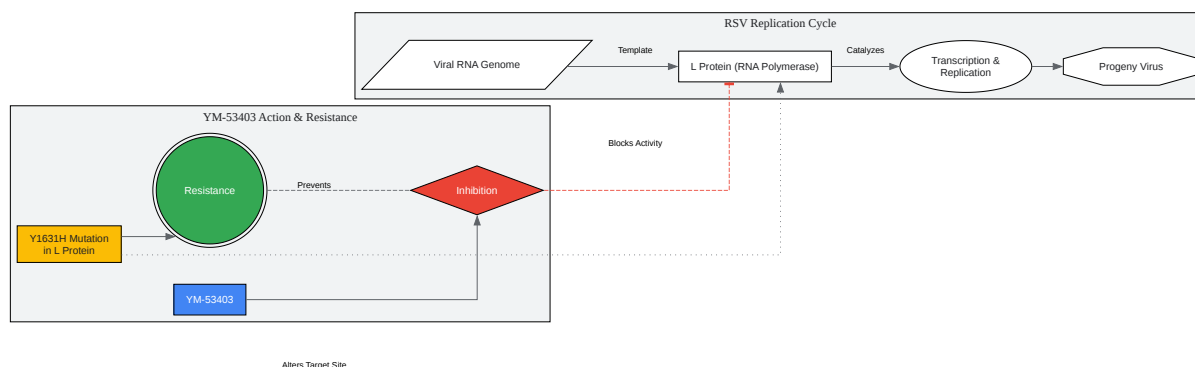 RSV Replication Cycle
Viral RNA Genome
Template
L Protein (RNA Polymerase)
Catalyzes
Transcription &
Replication
Progeny Virus
YM-53403 Action & Resistance
Blocks Activity
Resistance
Prevents
Inhibition
Y1631H Mutation
in L Protein
YM-53403
Alters Target Site